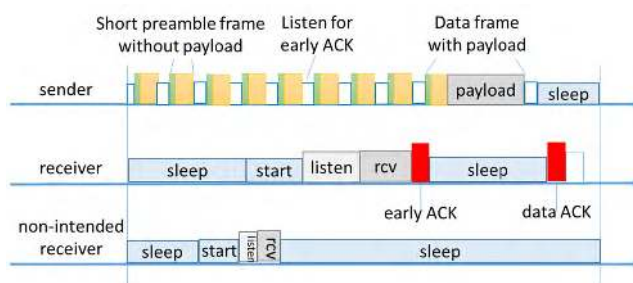 Short preamble frame
without payload
Listen for
early ACK
Data frame
with payload
sender
payload
sleep
receiver
sleep
start
listen
rcv
sleep
early ACK
data ACK
non-intended
receiver
sleep
start
listen
rcv
sleep